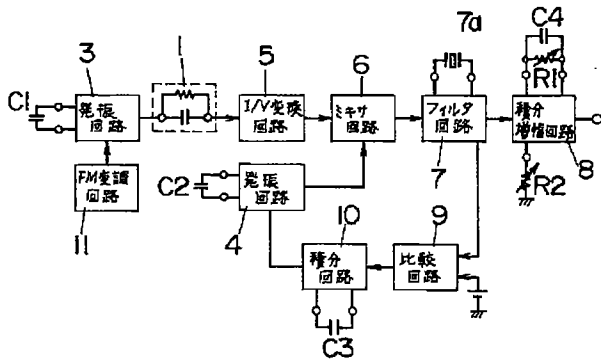 7a
C4
1
3
5
6
R1
C1
発振
回路
I/V変換
回路
ミキサ
回路
フィルタ
回路
積分
増幅回路
8
C2
7
R2
FM変調
回路
発振
回路
11
4
10
9
積分
回路
比較
回路
C3